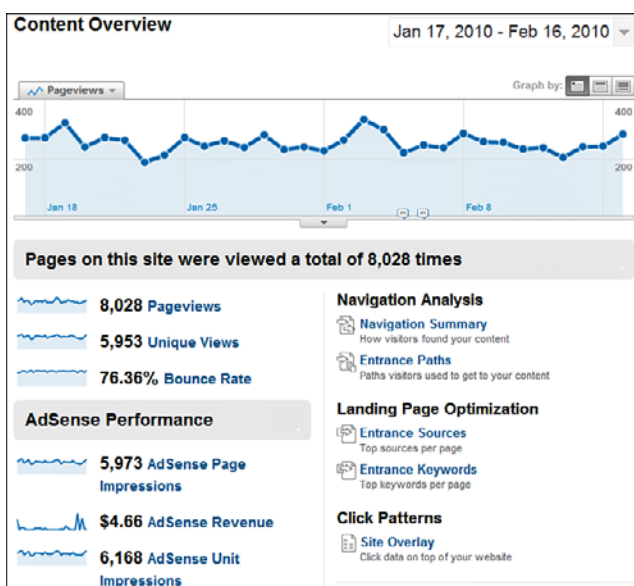 Content Overview
Jan 17, 2010 - Feb 16, 2010
Pageviews
Graph by:
400
400
200
200
Jan 18
Jan 25
Feb 1
Feb 8
Pages on this site were viewed a total of 8,028 times
8,028 Pageviews
5,953 Unique Views
76.36% Bounce Rate
AdSense Performance
5,973 AdSense Page
Impressions
$4.66 AdSense Revenue
6,168 AdSense Unit
Impressions
Navigation Analysis
Navigation Summary
How visitors found your content
Entrance Paths
Paths visitors used to get to your content
Landing Page Optimization
Entrance Sources
Top sources per page
Entrance Keywords
Top keywords per page
Click Patterns
Site Overlay
Click data on top of your website